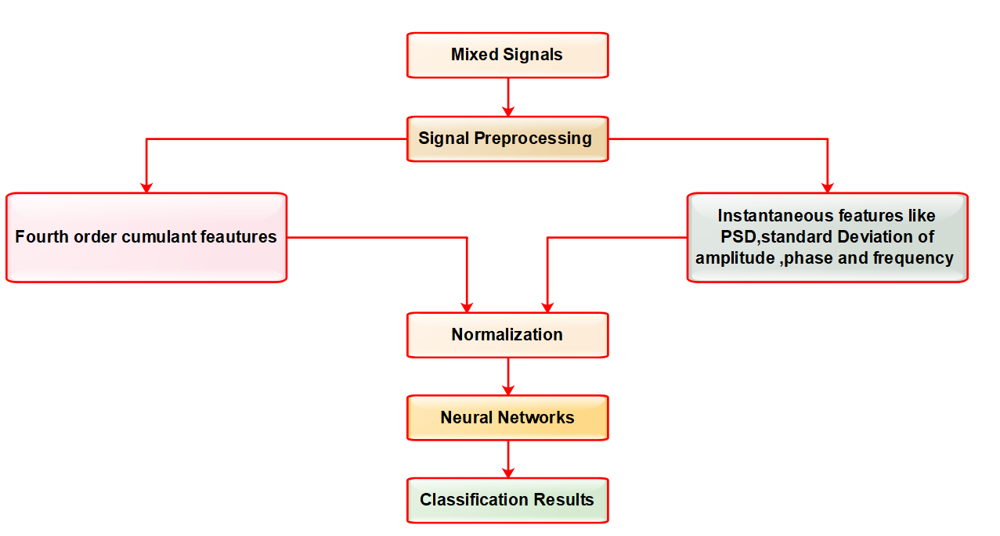 Mixed Signals
Signal Preprocessing
Fourth order cumulant feautures
Instantaneous features like
PSD,standard Deviation of
amplitude ,phase and frequency
Normalization
Neural Networks
Classification Results